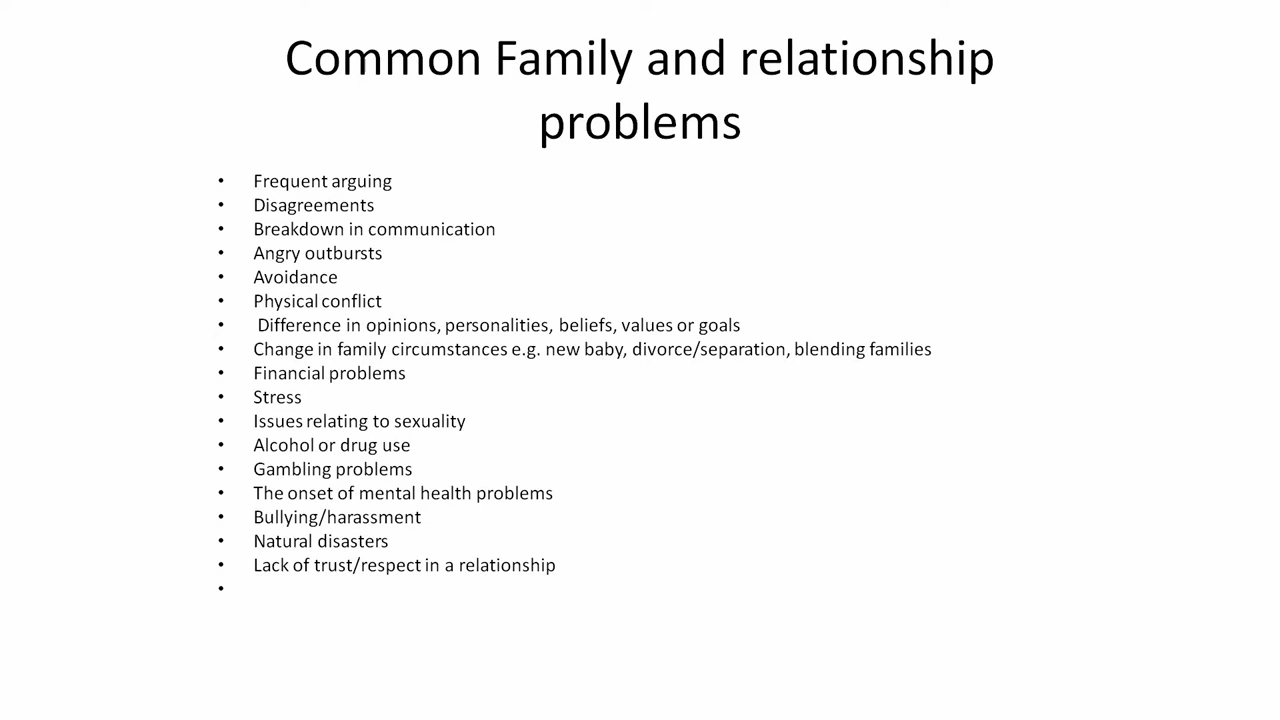 Common Family and relationship
problems
• Frequent arguing
• Disagreements
• Breakdown in communication
• Angry outbursts
• Avoidance
• Physical conflict
• Difference in opinions, personalities, beliefs, values or goals
• Change in family circumstances e.g. new baby, divorce/separation, blending families
• Financial problems
• Stress
• Issues relating to sexuality
• Alcohol or drug use
• Gambling problems
• The onset of mental health problems
• Bullying/harassment
• Natural disasters
• Lack of trust/respect in a relationship
•